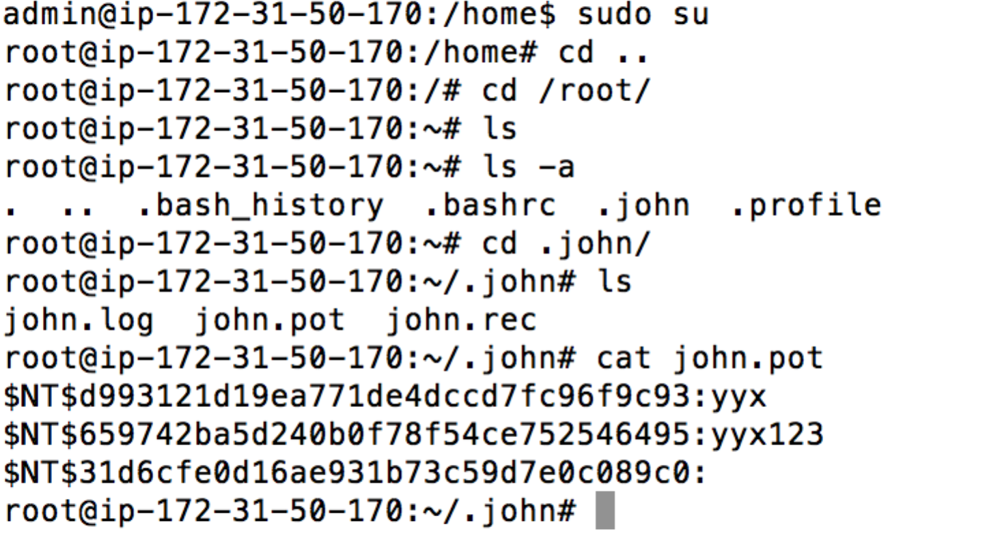 admin@ip-172-31-50-170:/home$ sudo su
root@ip-172-31-50-170:/home# cd ..
root@ip-172-31-50-170:/# cd /root/
root@ip-172-31-50-170:~# ls
root@ip-172-31-50-170:~# ls -a
.  ..  .bash_history  .bashrc  .john  .profile
root@ip-172-31-50-170:~# cd .john/
root@ip-172-31-50-170:~/.john# ls
john.log  john.pot  john.rec
root@ip-172-31-50-170:~/.john# cat john.pot
$NT$d993121d19ea771de4dccd7fc96f9c93:yyx
$NT$659742ba5d240b0f78f54ce752546495:yyx123
$NT$31d6cfe0d16ae931b73c59d7e0c089c0:
root@ip-172-31-50-170:~/.john#